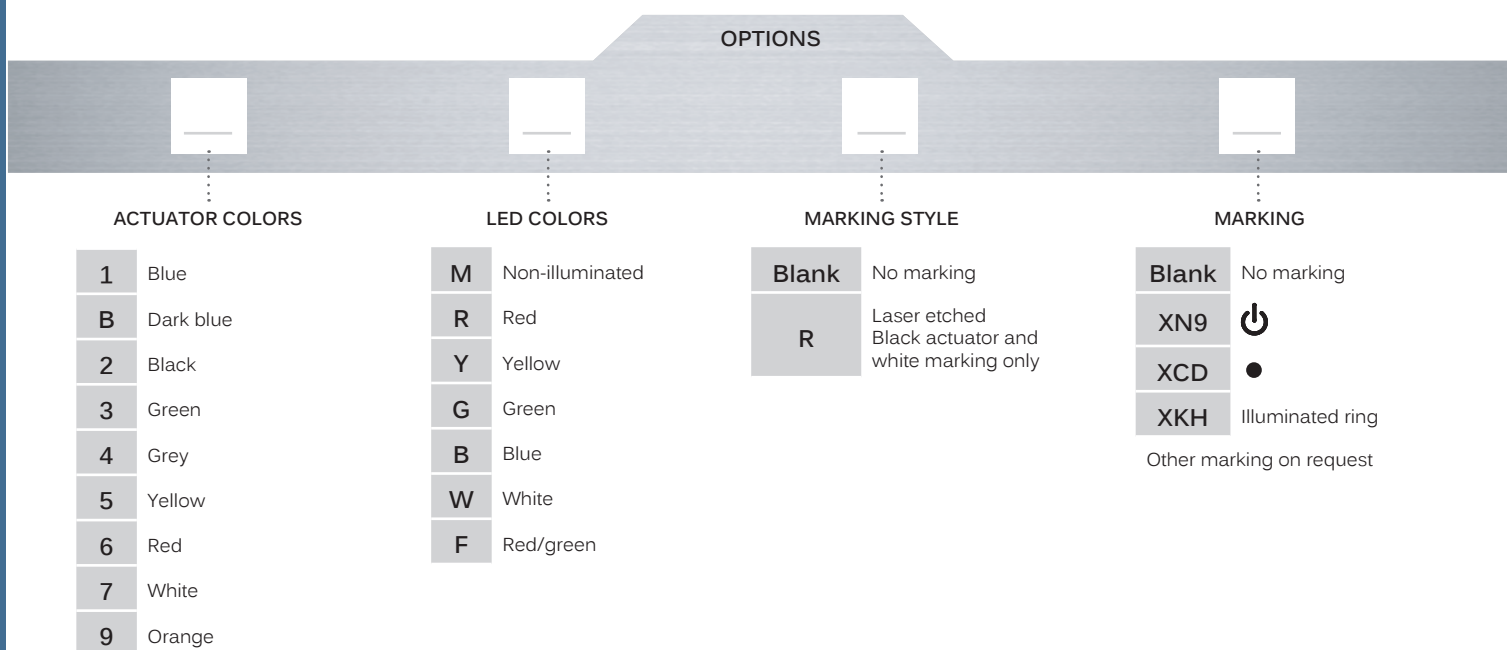 OPTIONS
ACTUATOR COLORS
1 Blue
B Dark blue
2 Black
3 Green
4 Grey
5 Yellow
6 Red
7 White
9 Orange
LED COLORS
M Non-illuminated
R Red
Y Yellow
G Green
B Blue
W White
F Red/green
MARKING STYLE
Blank No marking
R Laser etched
Black actuator and
white marking only
MARKING
Blank No marking
XN9
XCD
XKH Illuminated ring
Other marking on request